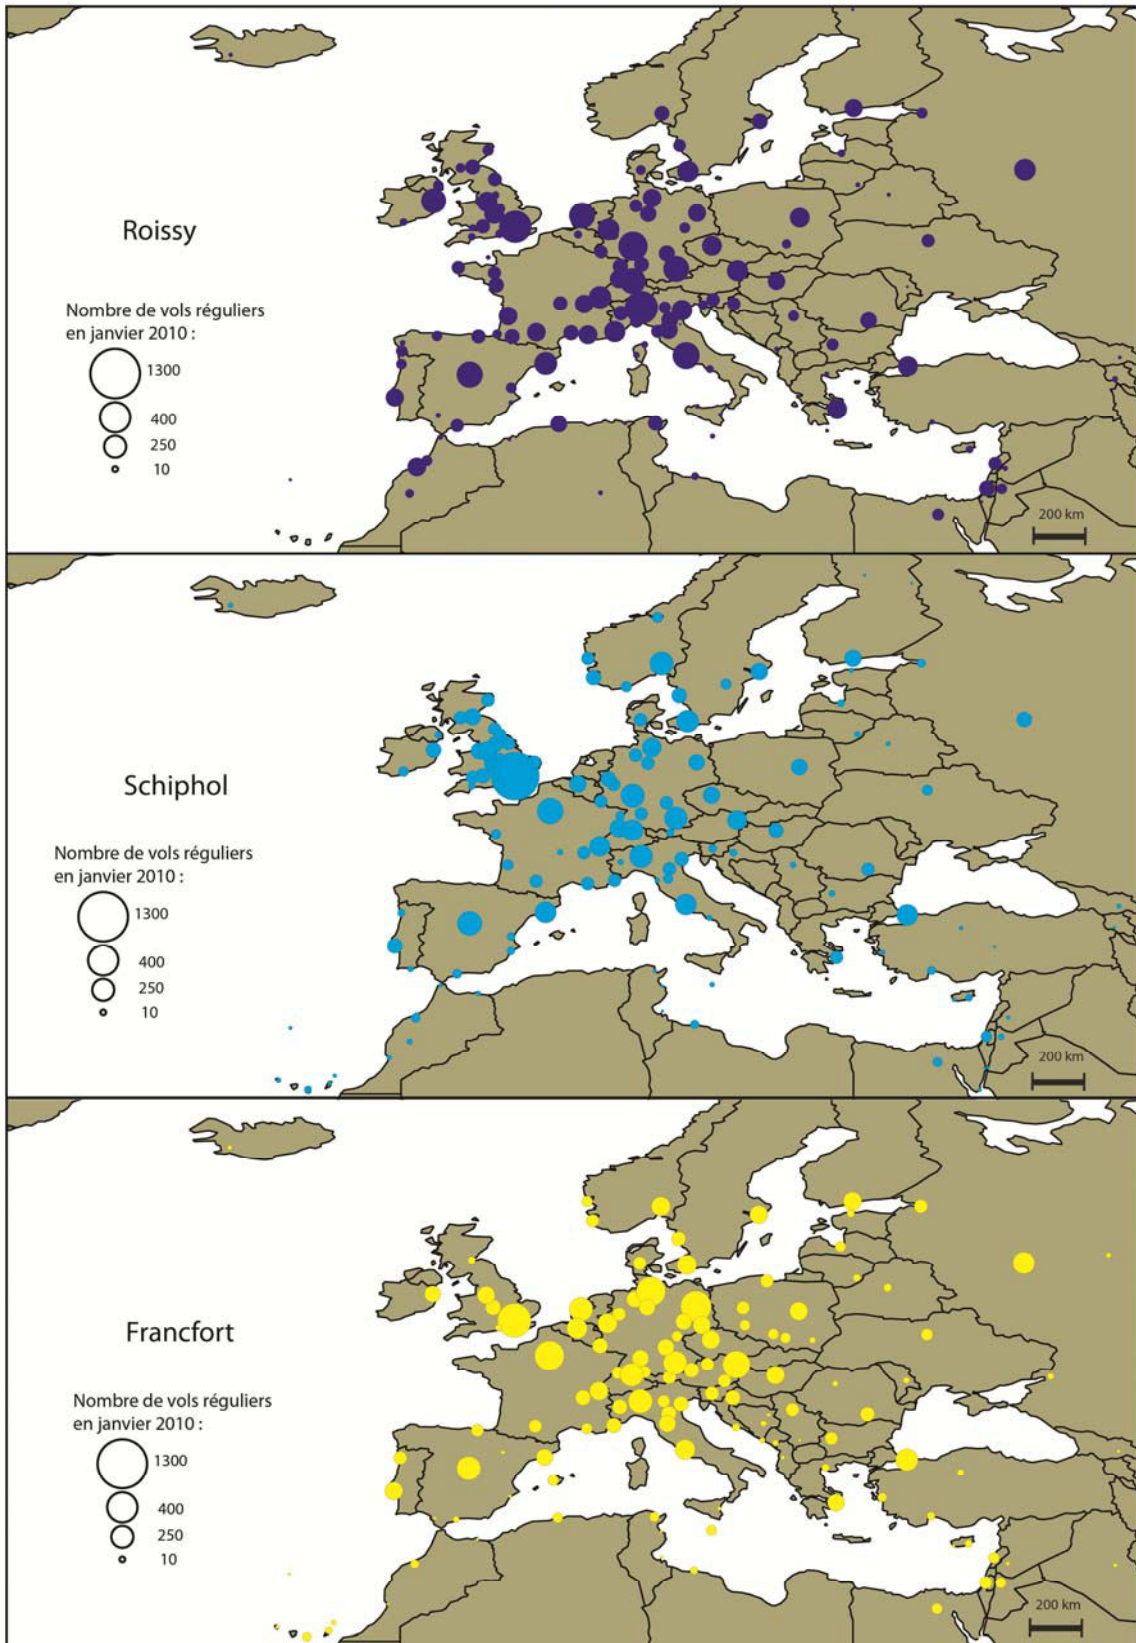 Roissy
Nombre de vols réguliers
en janvier 2010 :
1300
400
250
10
200 km
Schiphol
Nombre de vols réguliers
en janvier 2010 :
1300
400
250
10
200 km
Francfort
Nombre de vols réguliers
en janvier 2010 :
1300
400
250
10
200 km